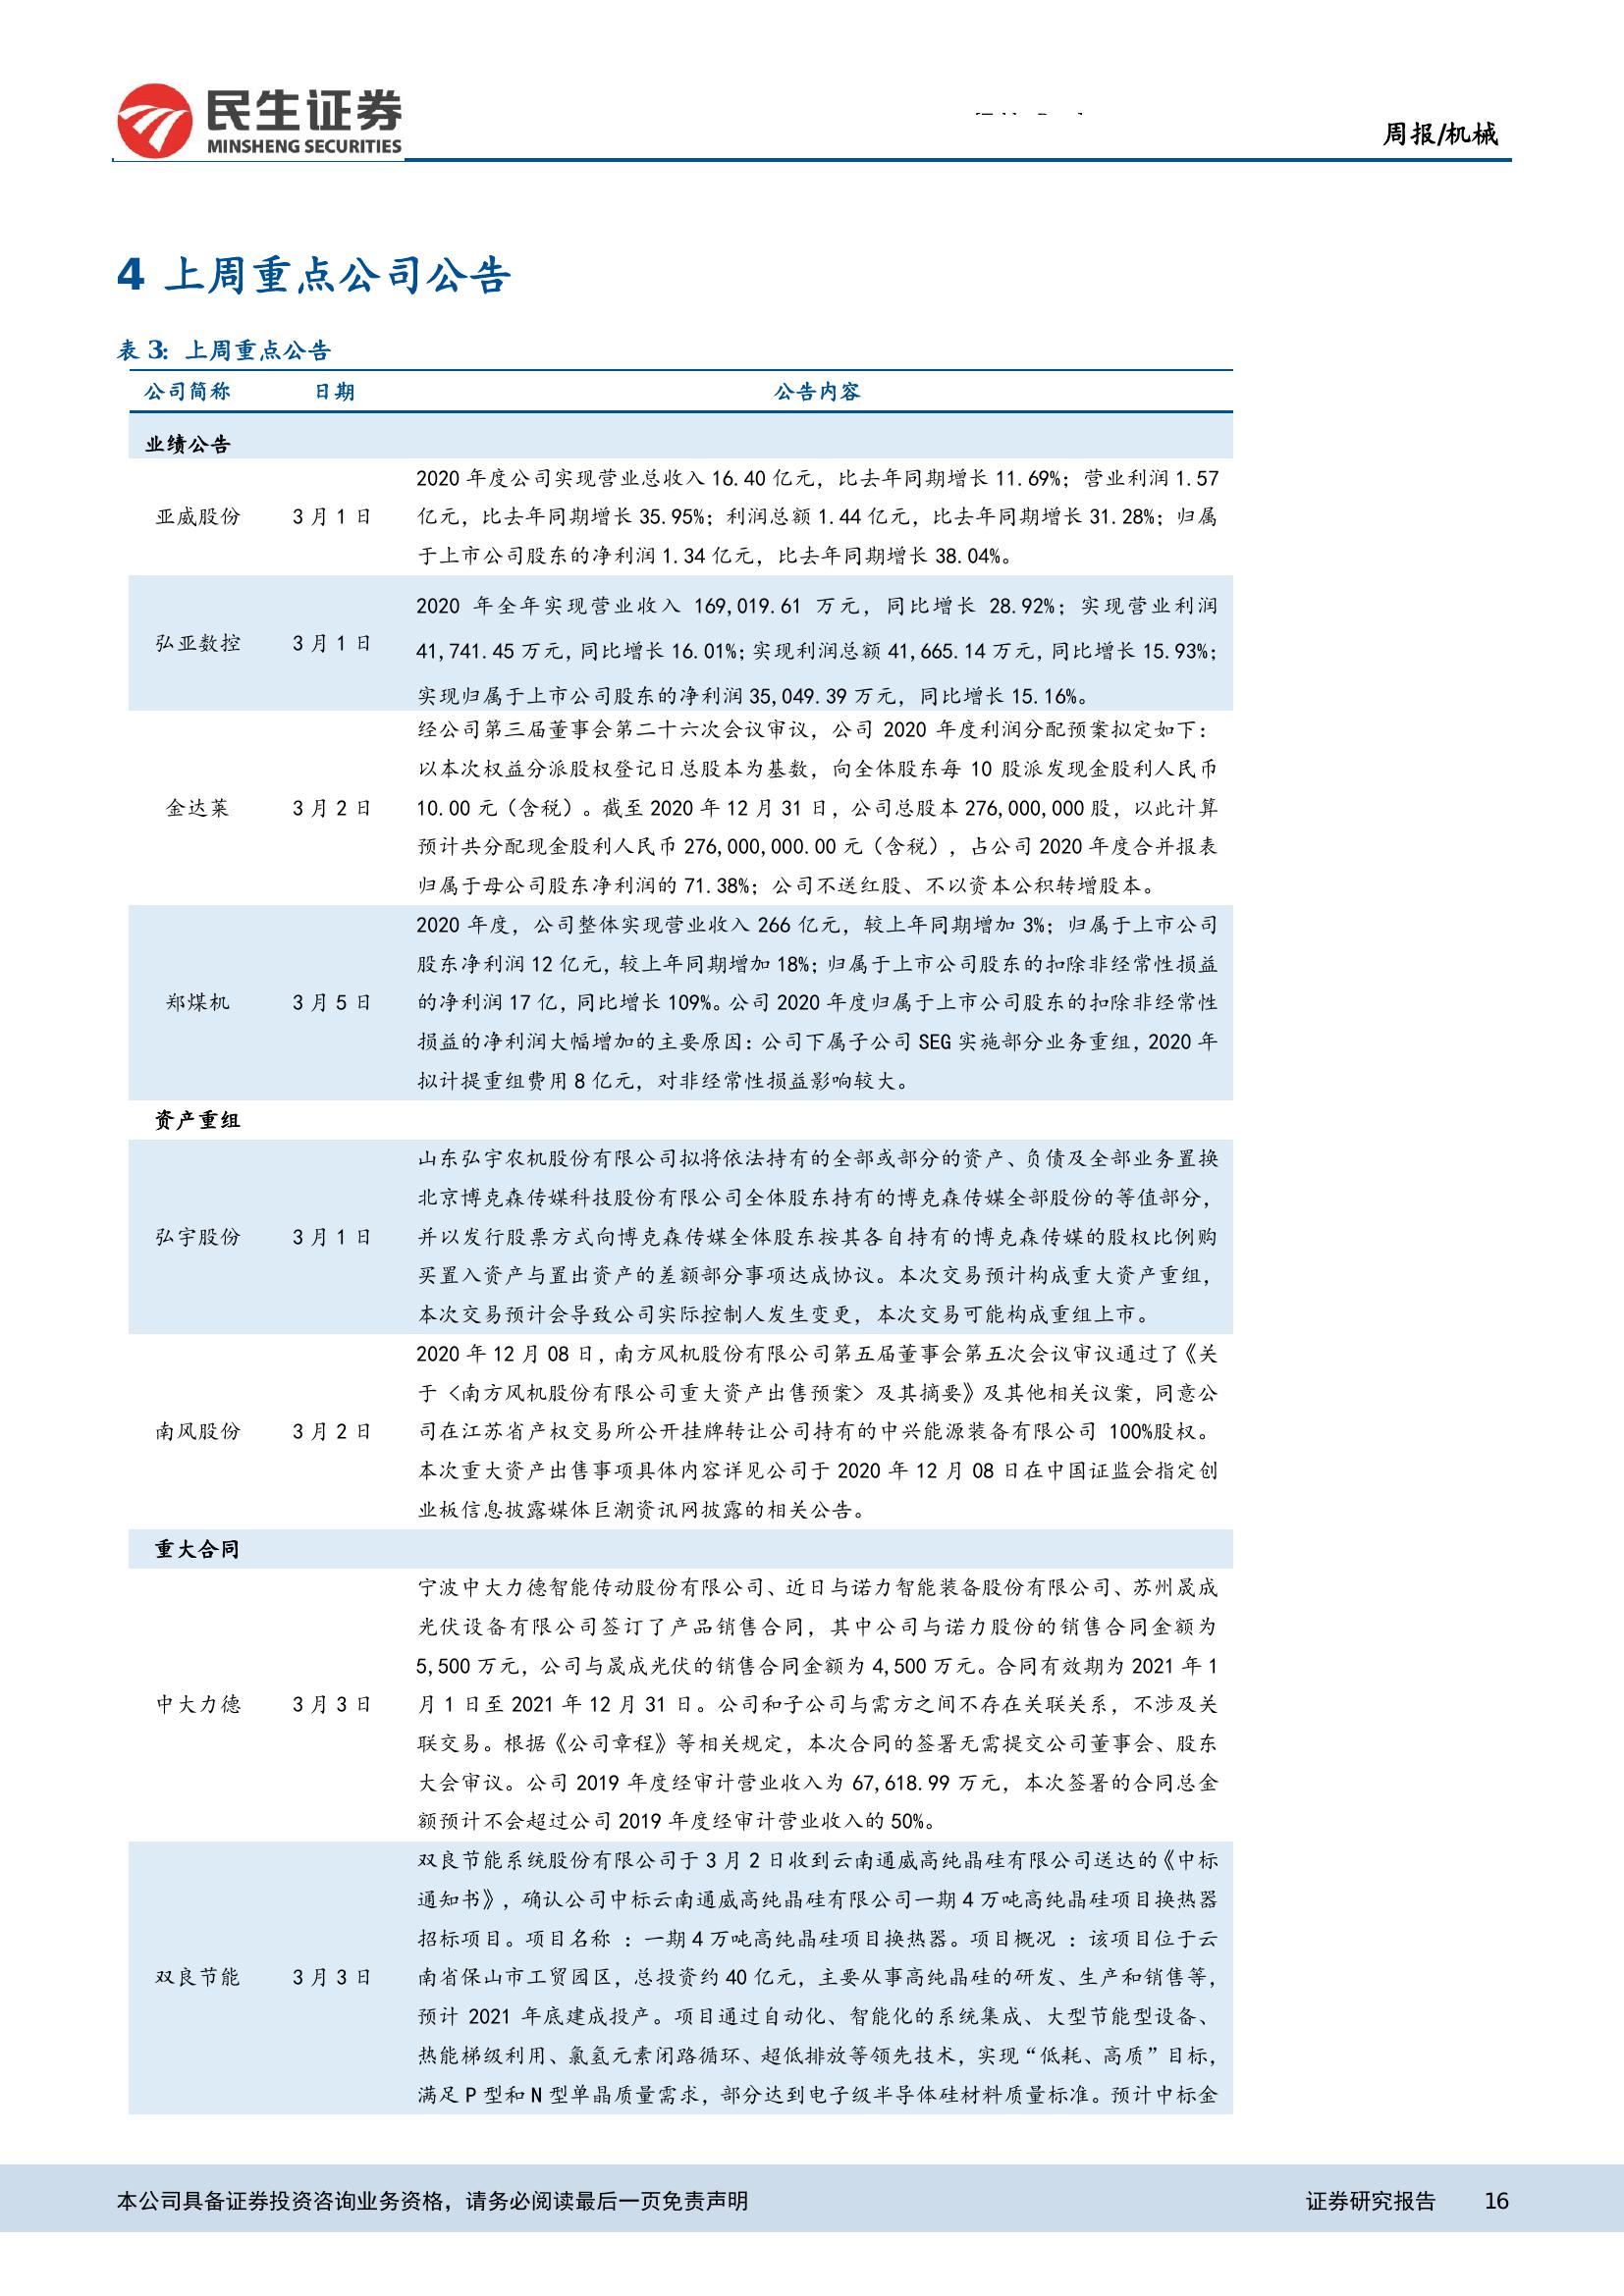 民生证券
MINSHENG SECURITIES
周报/机械
4 上周重点公司公告
表 3：上周重点公告
公司简称 日期 公告内容
业绩公告
亚威股份 3 月 1 日
2020 年度公司实现营业总收入 16.40 亿元，比去年同期增长 11.69%；营业利润 1.57
亿元，比去年同期增长 35.95%；利润总额 1.44 亿元，比去年同期增长 31.28%；归属
于上市公司股东的净利润 1.34 亿元，比去年同期增长 38.04%。
弘亚数控 3 月 1 日
2020 年全年实现营业收入 169,019.61 万元，同比增长 28.92%；实现营业利润
41,741.45 万元，同比增长 16.01%；实现利润总额 41,665.14 万元，同比增长 15.93%；
实现归属于上市公司股东的净利润 35,049.39 万元，同比增长 15.16%。
金达莱 3 月 2 日
经公司第三届董事会第二十六次会议审议，公司 2020 年度利润分配预案拟定如下：
以本次权益分派股权登记日总股本为基数，向全体股东每 10 股派发现金股利人民币
10.00 元（含税）。截至 2020 年 12 月 31 日，公司总股本 276,000,000 股，以此计算
预计共分配现金股利人民币 276,000,000.00 元（含税），占公司 2020 年度合并报表
归属于母公司股东净利润的 71.38%；公司不送红股、不以资本公积转增股本。
郑煤机 3 月 5 日
2020 年度，公司整体实现营业收入 266 亿元，较上年同期增加 3%；归属于上市公司
股东净利润 12 亿元，较上年同期增加 18%；归属于上市公司股东的扣除非经常性损益
的净利润 17 亿，同比增长 109%。公司 2020 年度归属于上市公司股东的扣除非经常性
损益的净利润大幅增加的主要原因：公司下属子公司 SEG 实施部分业务重组，2020 年
拟计提重组费用 8 亿元，对非经常性损益影响较大。
资产重组
弘宇股份 3 月 1 日
山东弘宇农机股份有限公司拟将依法持有的全部或部分的资产、负债及全部业务置换
北京博克森传媒科技股份有限公司全体股东持有的博克森传媒全部股份的等值部分，
并以发行股票方式向博克森传媒全体股东按其各自持有的博克森传媒的股权比例购
买置入资产与置出资产的差额部分事项达成协议。本次交易预计构成重大资产重组，
本次交易预计会导致公司实际控制人发生变更，本次交易可能构成重组上市。
南风股份 3 月 2 日
2020 年 12 月 08 日，南方风机股份有限公司第五届董事会第五次会议审议通过了《关
于 <南方风机股份有限公司重大资产出售预案> 及其摘要》及其他相关议案，同意公
司在江苏省产权交易所公开挂牌转让公司持有的中兴能源装备有限公司 100%股权。
本次重大资产出售事项具体内容详见公司于 2020 年 12 月 08 日在中国证监会指定创
业板信息披露媒体巨潮资讯网披露的相关公告。
重大合同
中大力德 3 月 3 日
宁波中大力德智能传动股份有限公司、近日与诺力智能装备股份有限公司、苏州晟成
光伏设备有限公司签订了产品销售合同，其中公司与诺力股份的销售合同金额为
5,500 万元，公司与晟成光伏的销售合同金额为 4,500 万元。合同有效期为 2021 年 1
月 1 日至 2021 年 12 月 31 日。公司和子公司与需方之间不存在关联关系，不涉及关
联交易。根据《公司章程》等相关规定，本次合同的签署无需提交公司董事会、股东
大会审议。公司 2019 年度经审计营业收入为 67,618.99 万元，本次签署的合同总金
额预计不会超过公司 2019 年度经审计营业收入的 50%。
双良节能 3 月 3 日
双良节能系统股份有限公司于 3 月 2 日收到云南通威高纯晶硅有限公司送达的《中标
通知书》，确认公司中标云南通威高纯晶硅有限公司一期 4 万吨高纯晶硅项目换热器
招标项目。项目名称 ：一期 4 万吨高纯晶硅项目换热器。项目概况 ：该项目位于云
南省保山市工贸园区，总投资约 40 亿元，主要从事高纯晶硅的研发、生产和销售等，
预计 2021 年底建成投产。项目通过自动化、智能化的系统集成、大型节能型设备、
热能梯级利用、氯氢元素闭路循环、超低排放等领先技术，实现“低耗、高质”目标，
满足 P 型和 N 型单晶质量需求，部分达到电子级半导体硅材料质量标准。预计中标金
本公司具备证券投资咨询业务资格，请务必阅读最后一页免责声明 证券研究报告 16